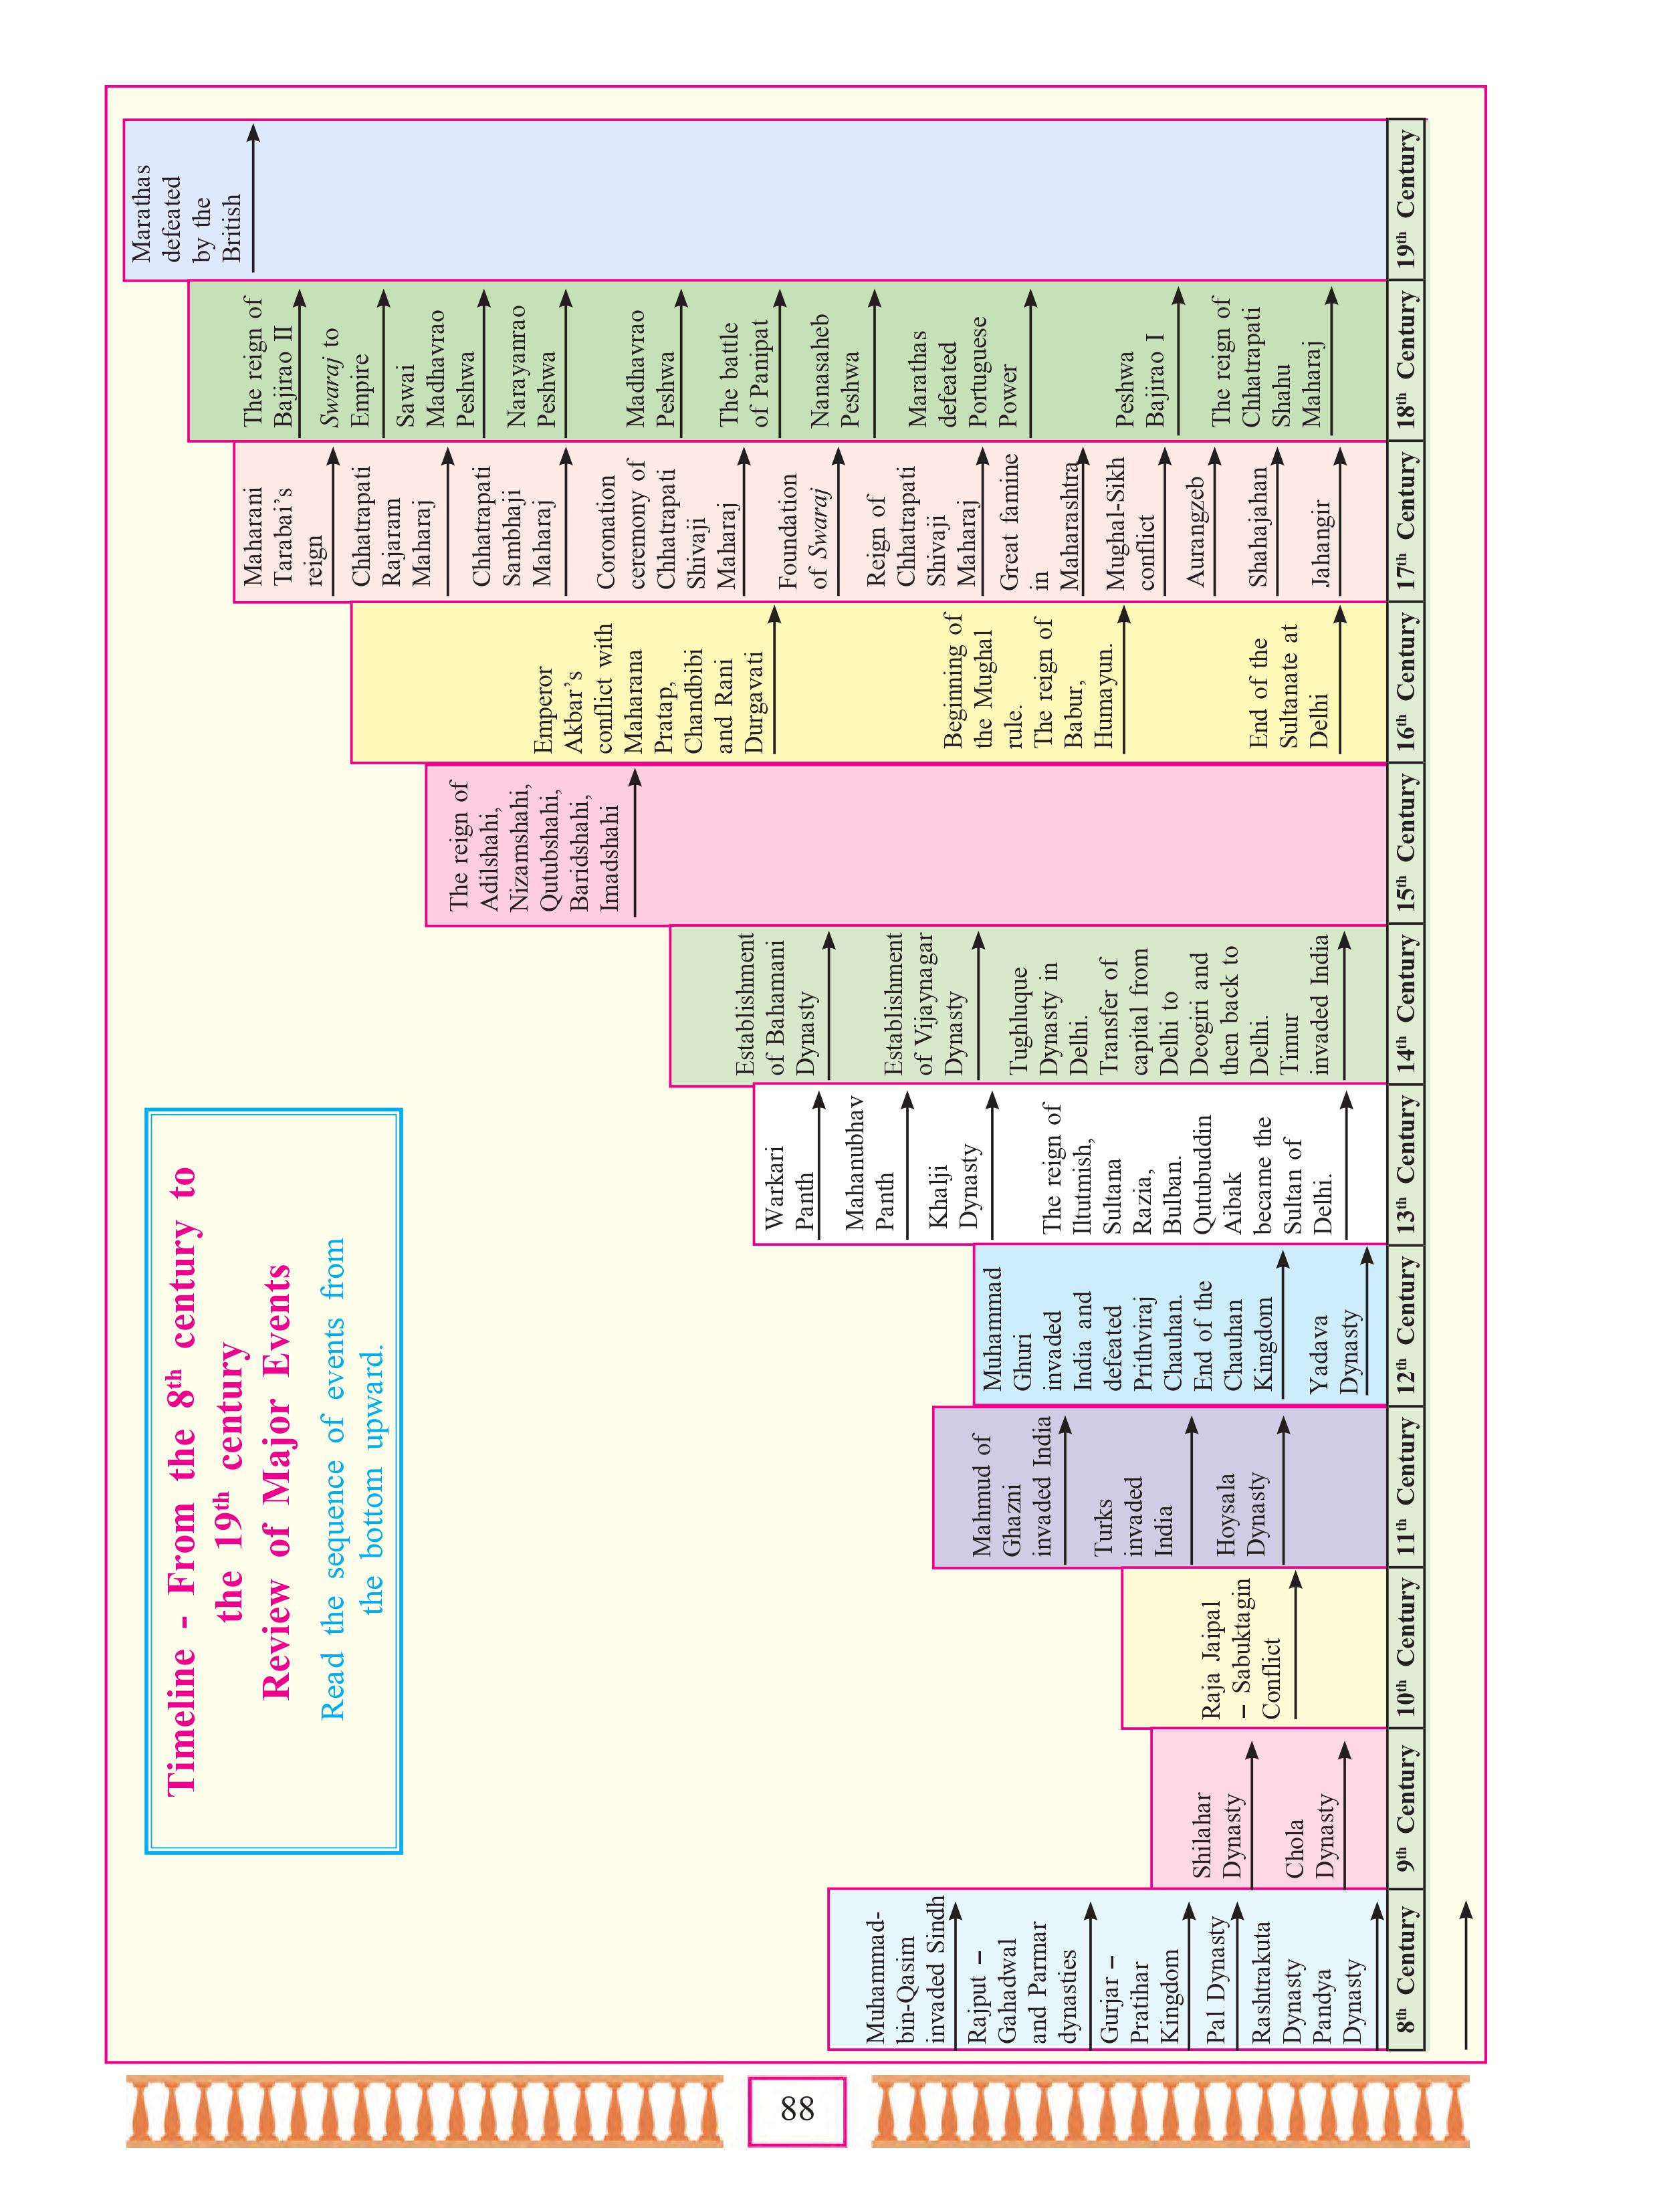 Timeline - From the 8th century to
the 19th century
Review of Major Events
Read the sequence of events from
the bottom upward.
Muhammad-
bin-Qasim
invaded Sindh
Rajput –
Gahadwal
and Parmar
dynasties
Gurjar –
Pratihar
Kingdom
Pal Dynasty
Rashtrakuta
Dynasty
Pandya
Dynasty
8th Century
Shilahar
Dynasty
Chola
Dynasty
9th Century
Raja Jaipal
– Sabuktagin
Conflict
10th Century
Mahmud of
Ghazni
invaded India
Turks
invaded
India
Hoysala
Dynasty
11th Century
Muhammad
Ghuri
invaded
India and
defeated
Prithviraj
Chauhan.
End of the
Chauhan
Kingdom
Yadava
Dynasty
12th Century
Warkari
Panth
Mahanubhav
Panth
Khalji
Dynasty
The reign of
Iltutmish,
Sultana
Razia,
Bulban.
Qutubuddin
Aibak
became the
Sultan of
Delhi.
13th Century
Establishment
of Bahamani
Dynasty
Establishment
of Vijaynagar
Dynasty
Tughluque
Dynasty in
Delhi.
Transfer of
capital from
Delhi to
Deogiri and
then back to
Delhi.
Timur
invaded India
14th Century
The reign of
Adilshahi,
Nizamshahi,
Qutubshahi,
Baridshahi,
Imadshahi
15th Century
Emperor
Akbar's
conflict with
Maharana
Pratap,
Chandbibi
and Rani
Durgavati
Beginning of
the Mughal
rule.
The reign of
Babur,
Humayun.
End of the
Sultanate at
Delhi
16th Century
Maharani
Tarabai's
reign
Chhatrapati
Rajaram
Maharaj
Chhatrapati
Sambhaji
Maharaj
Coronation
ceremony of
Chhatrapati
Shivaji
Maharaj
Foundation
of Swaraj
Reign of
Chhatrapati
Shivaji
Maharaj
Great famine
in
Maharashtra
Mughal-Sikh
conflict
Aurangzeb
Shahajahan
Jahangir
17th Century
The reign of
Bajirao II
Swaraj to
Empire
Sawai
Madhavrao
Peshwa
Narayanrao
Peshwa
Madhavrao
Peshwa
The battle
of Panipat
Nanasaheb
Peshwa
Marathas
defeated
Portuguese
Power
Peshwa
Bajirao I
The reign of
Chhatrapati
Shahu
Maharaj
18th Century
Marathas
defeated
by the
British
19th Century
88